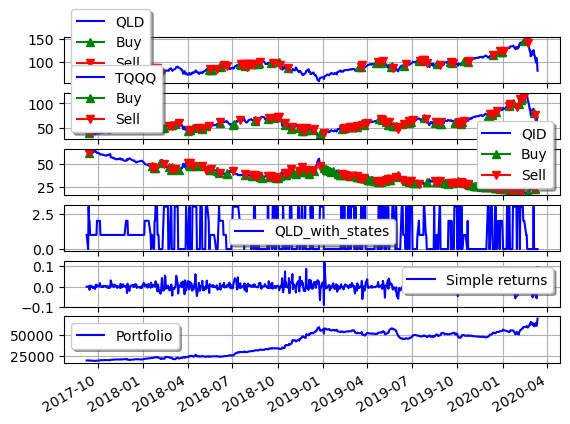 QLD
Buy
Sell
150
100
TQQQ
Buy
Sell
100
50
QID
Buy
Sell
50
25
2.5
0.0
QLD_with_states
0.1
0.0
−0.1
Simple returns
50000
25000
Portfolio
2017-10
2018-01
2018-04
2018-07
2018-10
2019-01
2019-04
2019-07
2019-10
2020-01
2020-04